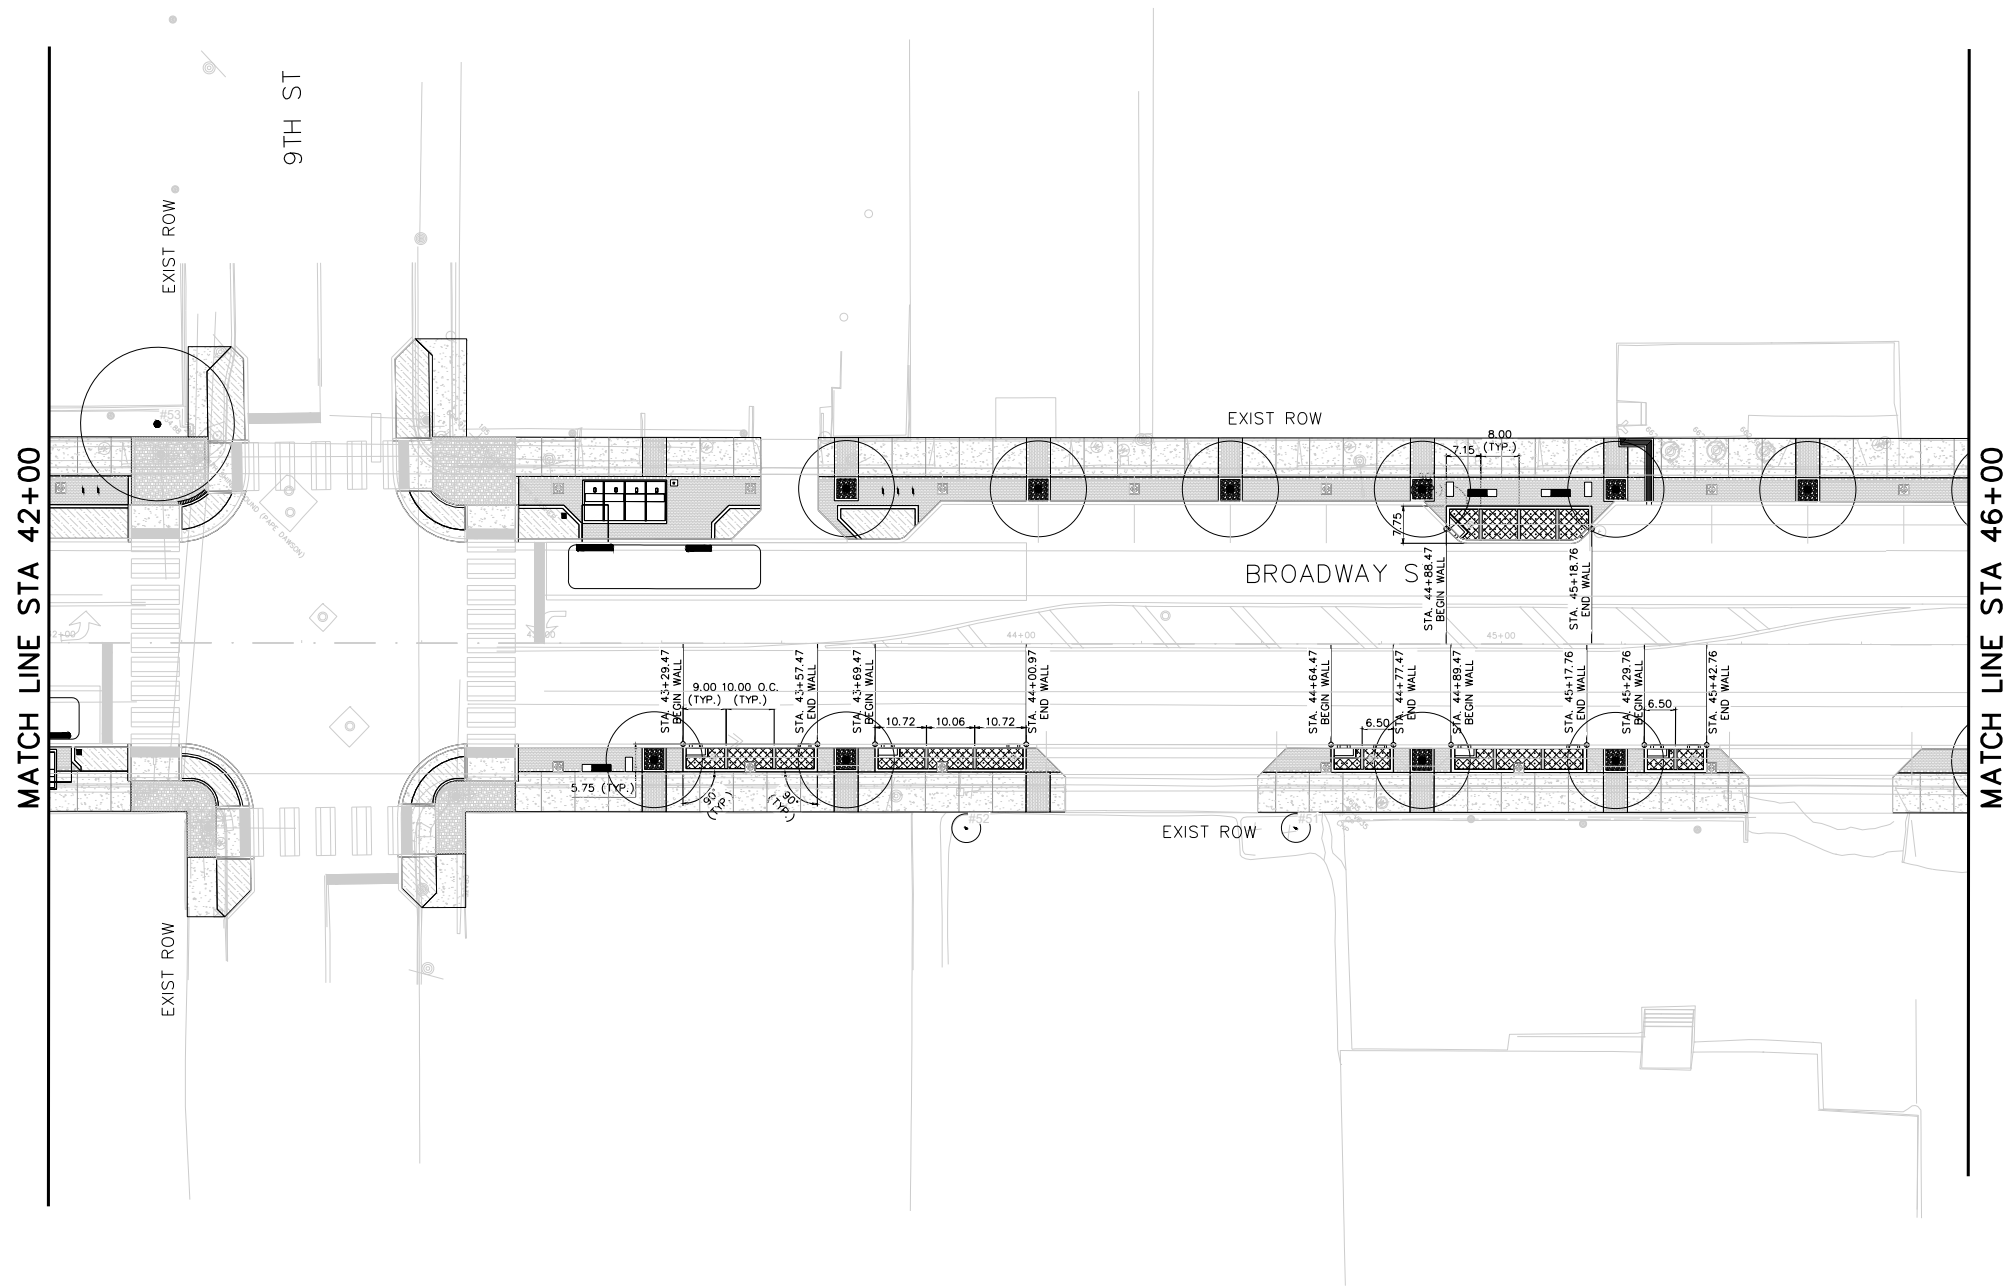 9TH ST
EXIST ROW
#53
EXIST ROW
8.00
(TYP.)
7.15
7.75
MATCH LINE STA 42+00
MATCH LINE STA 46+00
BROADWAY S
STA. 44+88.47
BEGIN WALL
STA. 45+18.76
END WALL
44+00
45+00
STA. 43+29.47
BEGIN WALL
9.00
(TYP.)
10.00 O.C.
(TYP.)
STA. 43+57.47
END WALL
STA. 43+69.47
BEGIN WALL
10.72
10.06
10.72
STA. 44+00.97
END WALL
STA. 44+64.47
BEGIN WALL
6.50
STA. 44+77.47
END WALL
STA. 44+89.47
BEGIN WALL
STA. 45+17.76
END WALL
STA. 45+29.76
BEGIN WALL
6.50
STA. 45+42.76
END WALL
5.75 (TYP.)
90°
(TYP.)
90°
(TYP.)
#52
EXIST ROW
#51
EXIST ROW